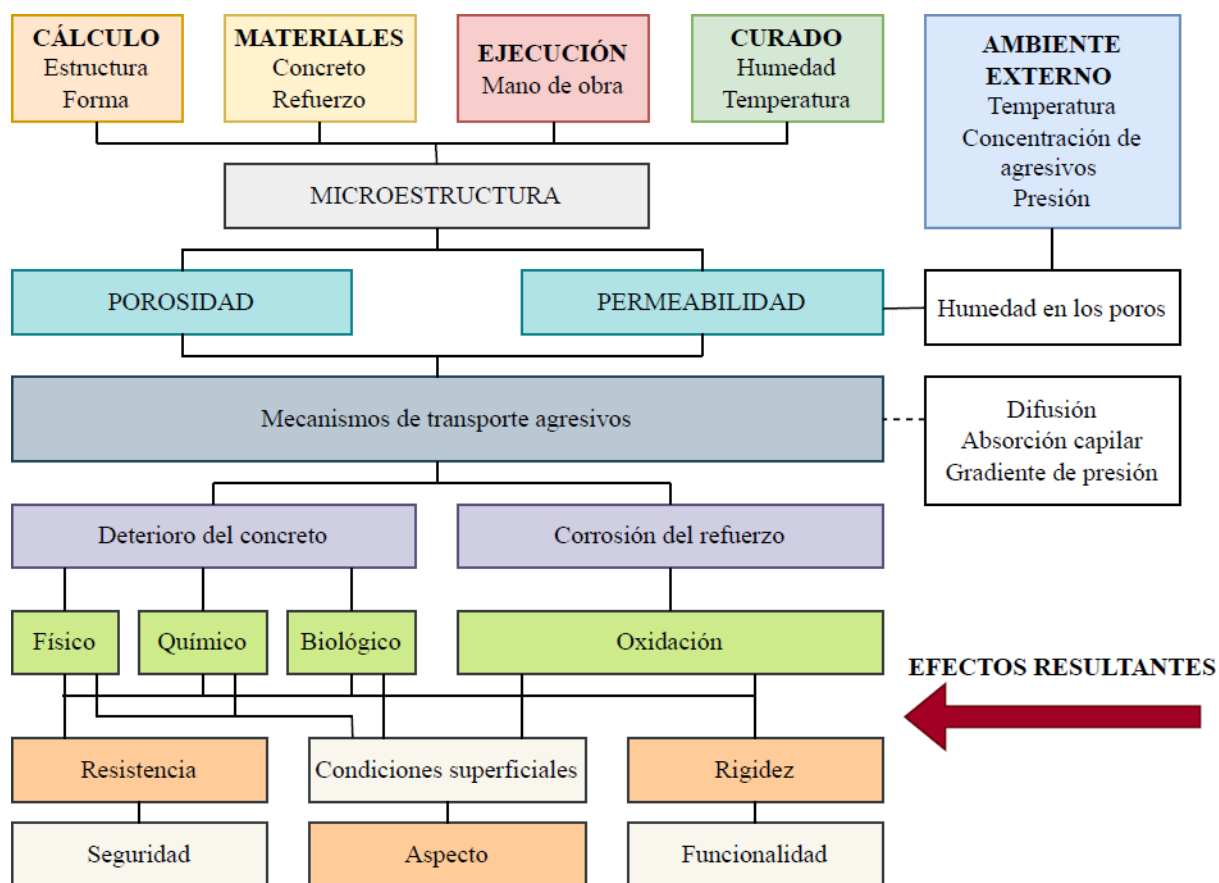 CÁLCULO
Estructura
Forma
MATERIALES
Concreto
Refuerzo
EJECUCIÓN
Mano de obra
CURADO
Humedad
Temperatura
AMBIENTE
EXTERNO
Temperatura
Concentración de
agresivos
Presión
MICROESTRUCTURA
POROSIDAD
PERMEABILIDAD
Humedad en los poros
Mecanismos de transporte agresivos
Difusión
Absorción capilar
Gradiente de presión
Deterioro del concreto
Corrosión del refuerzo
Físico
Químico
Biológico
Oxidación
EFECTOS RESULTANTES
Resistencia
Condiciones superficiales
Rigidez
Seguridad
Aspecto
Funcionalidad